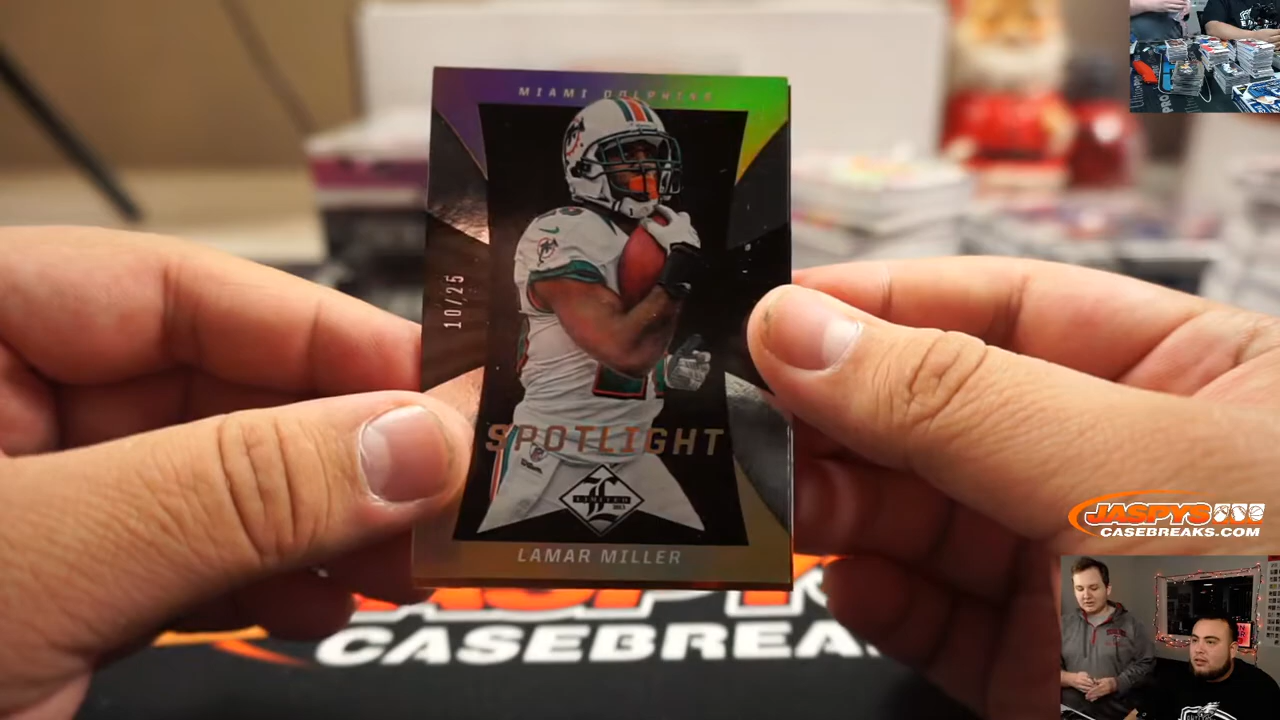 MIAMI DOLPHINS
10/25
SPOTLIGHT
LIMITED
LAMAR MILLER
JASPYS
CASEBREAKS.COM
CASEBREA